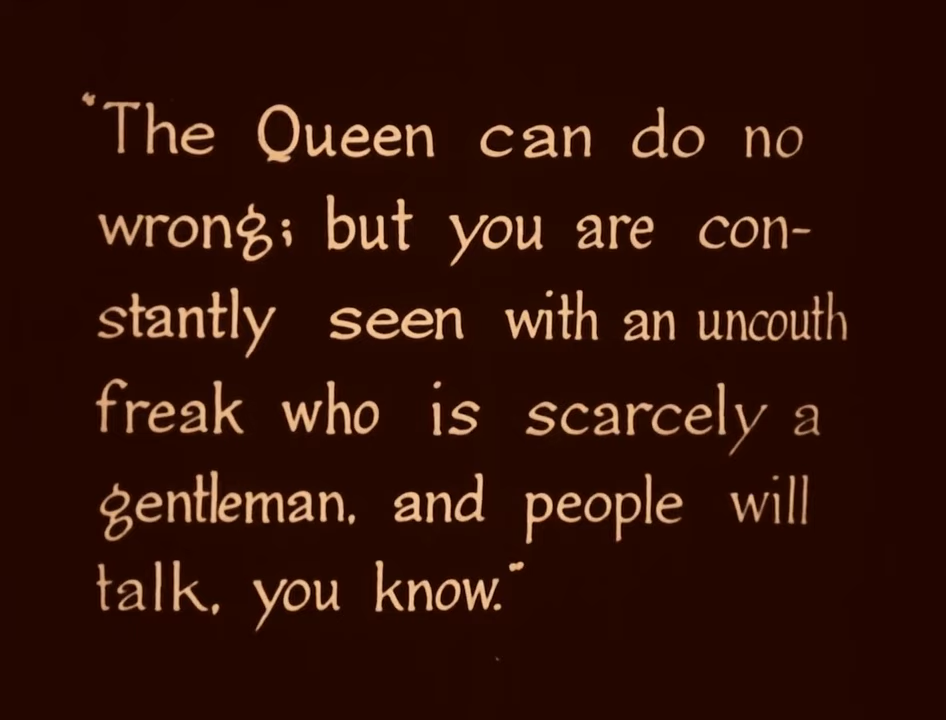 “The Queen can do no
wrong; but you are con-
stantly seen with an uncouth
freak who is scarcely a
gentleman, and people will
talk, you know.”